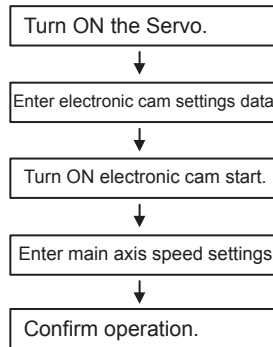 Turn ON the Servo.
Enter electronic cam settings data
Turn ON electronic cam start.
Enter main axis speed settings
Confirm operation.